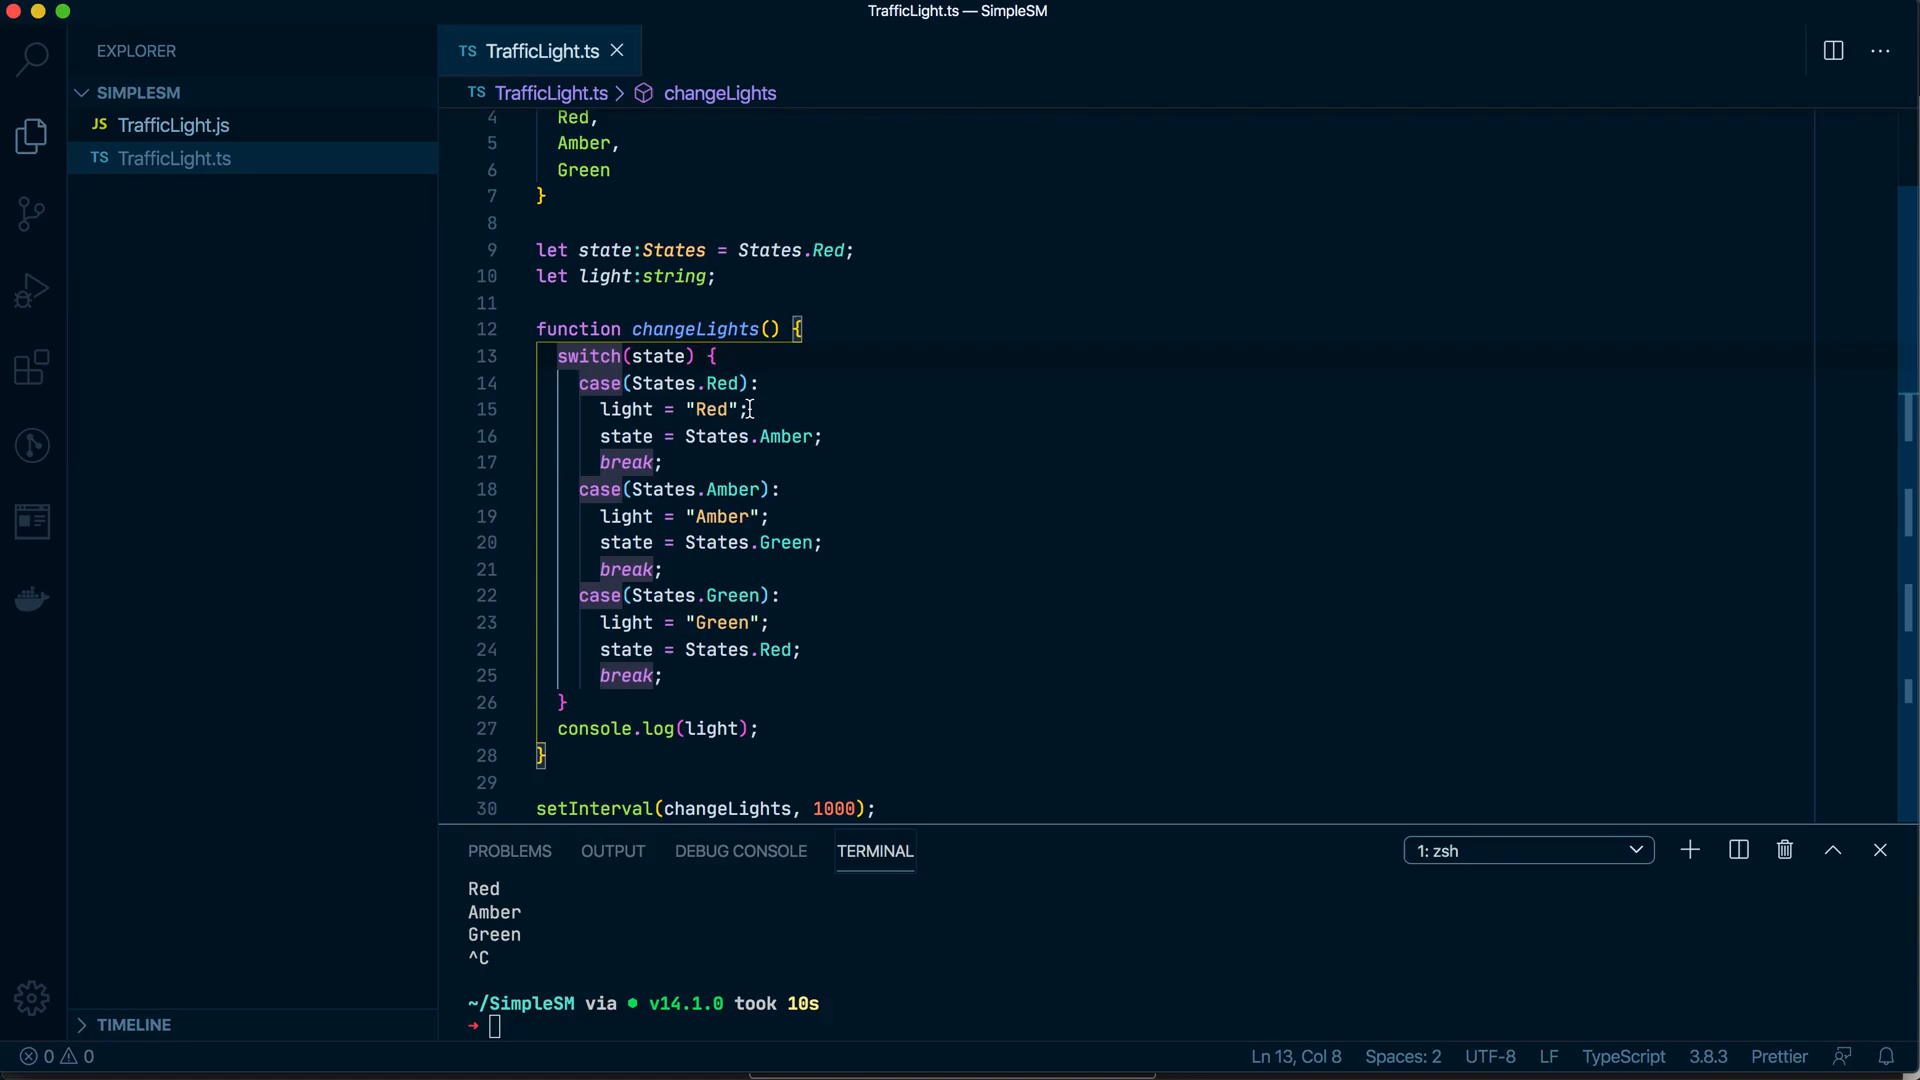 TrafficLight.ts — SimpleSM
EXPLORER
SIMPLESM
JS TrafficLight.js
TS TrafficLight.ts
TIMELINE
TS TrafficLight.ts
TS TrafficLight.ts > changeLights
4 Red,
5 Amber,
6 Green
7 }
8
9 let state:States = States.Red;
10 let light:string;
11
12 function changeLights() {
13 switch(state) {
14 case(States.Red):
15 light = "Red";
16 state = States.Amber;
17 break;
18 case(States.Amber):
19 light = "Amber";
20 state = States.Green;
21 break;
22 case(States.Green):
23 light = "Green";
24 state = States.Red;
25 break;
26 }
27 console.log(light);
28 }
29
30 setInterval(changeLights, 1000);
PROBLEMS OUTPUT DEBUG CONSOLE TERMINAL 1: zsh
Red
Amber
Green
^C
~/SimpleSM via ● v14.1.0 took 10s
➜
0 0 Ln 13, Col 8 Spaces: 2 UTF-8 LF TypeScript 3.8.3 Prettier